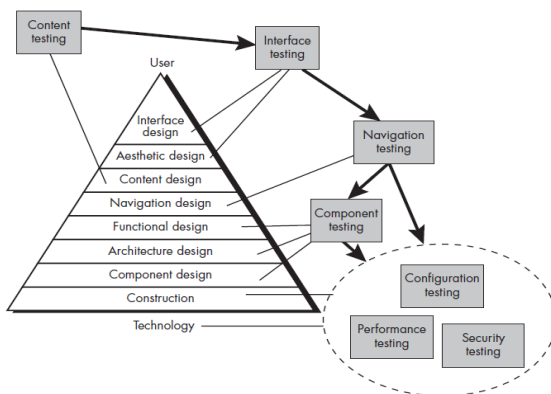 Content
testing
Interface
testing
User
Interface
design
Navigation
testing
Aesthetic design
Content design
Navigation design
Component
testing
Functional design
Architecture design
Component design
Configuration
testing
Construction
Technology
Performance
testing
Security
testing